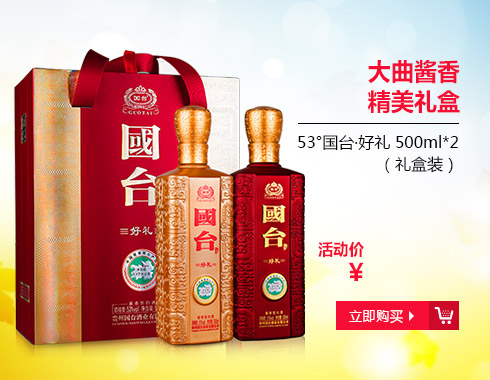 大曲酱香
精美礼盒
53°国台·好礼 500ml*2
（礼盒装）
活动价
¥
立即购买
国台
GUOTAI
國台
好礼
國台
好礼
國台
好礼